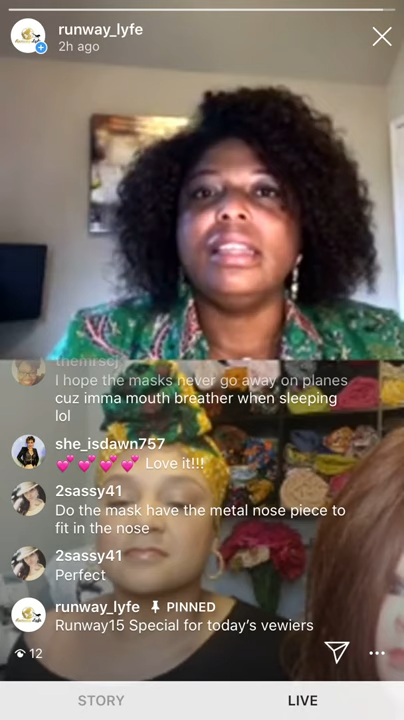 runway_lyfe
2h ago
themrscj
I hope the masks never go away on planes
cuz imma mouth breather when sleeping
lol
she_isdawn757
💕💕💕💕 Love it!!!
2sassy41
Do the mask have the metal nose piece to
fit in the nose
2sassy41
Perfect
runway_lyfe PINNED
Runway15 Special for today's vewiers
12
STORY LIVE